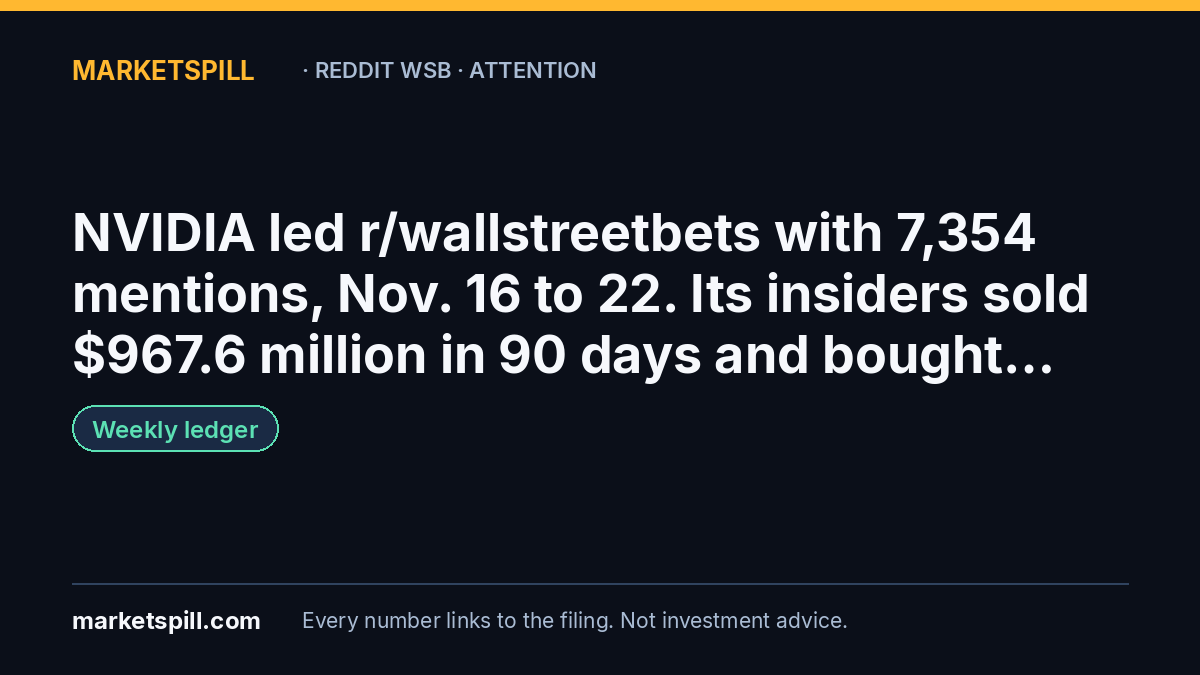 MARKETSPILL · REDDIT WSB · ATTENTION
NVIDIA led r/wallstreetbets with 7,354
mentions, Nov. 16 to 22. Its insiders sold
$967.6 million in 90 days and bought…
Weekly ledger
marketspill.com Every number links to the filing. Not investment advice.